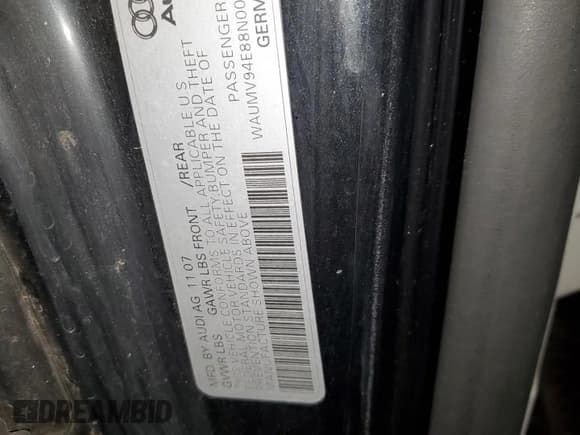 MFD. BY AUDI AG 11 07
GVWR LBS GAWR LBS FRONT /REAR
VEHICLE CONFORMS TO ALL APPLICABLE U S
MOTOR VEHICLE SAFETY, BUMPER AND THEFT
PREVENTION STANDARDS IN EFFECT ON THE DATE OF
MANUFACTURE SHOWN ABOVE
PASSENGER
WAUMV94E88N00
GERM
DREAMBID